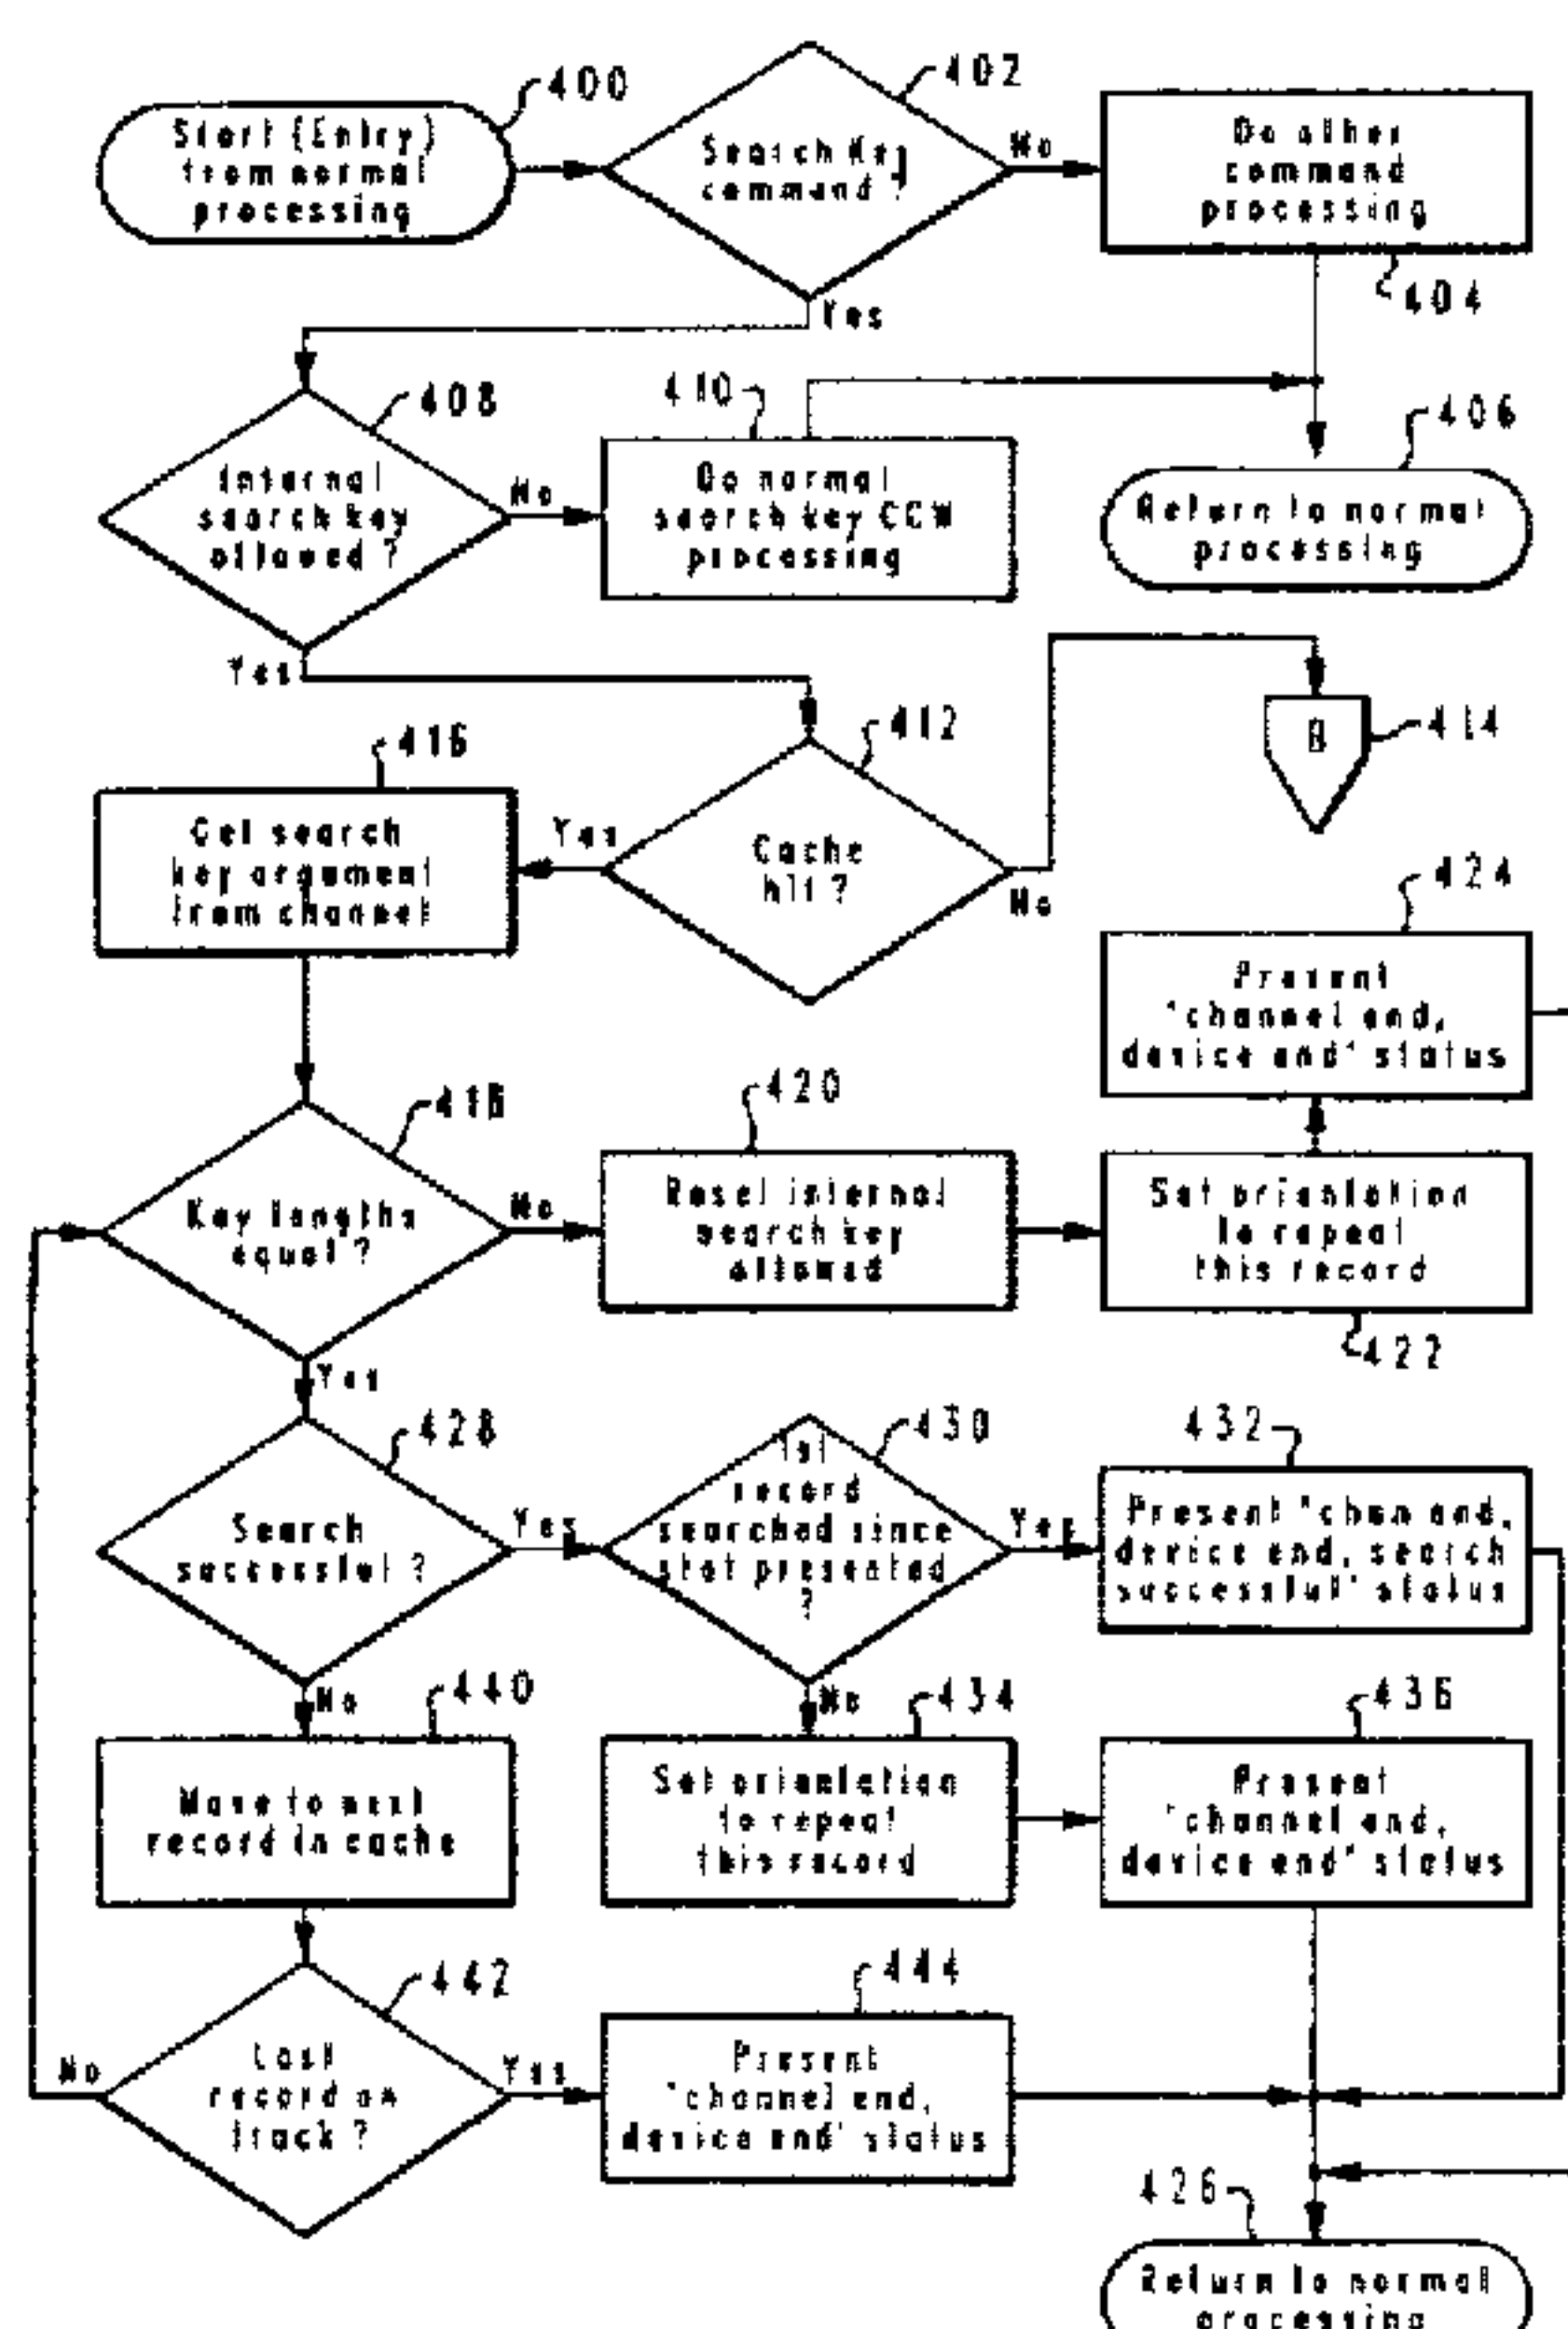 400
Start (Entry)
from normal
processing
402
Search Key
command ?
No
Yes
Do other
command
processing
404
406
Return to normal
processing
408
Internal
search key
allowed ?
No
Yes
410
Do normal
search key CCW
processing
412
Cache
hit ?
Yes
No
414
416
Get search
key argument
from channel
418
Key lengths
equal ?
No
Yes
420
Reset internal
search key
allowed
Set orientation
to repeat
this record
422
424
Present
"channel end,
device end" status
428
Search
successful ?
Yes
No
430
1st
record
searched since
stat presented
?
Yes
No
432
Present "chan end,
device end, search
successful" status
434
Set orientation
to repeat
this record
436
Present
"channel end,
device end" status
440
Move to next
record in cache
442
Last
record on
track ?
No
Yes
444
Present
"channel end,
device end" status
426
Return to normal
processing